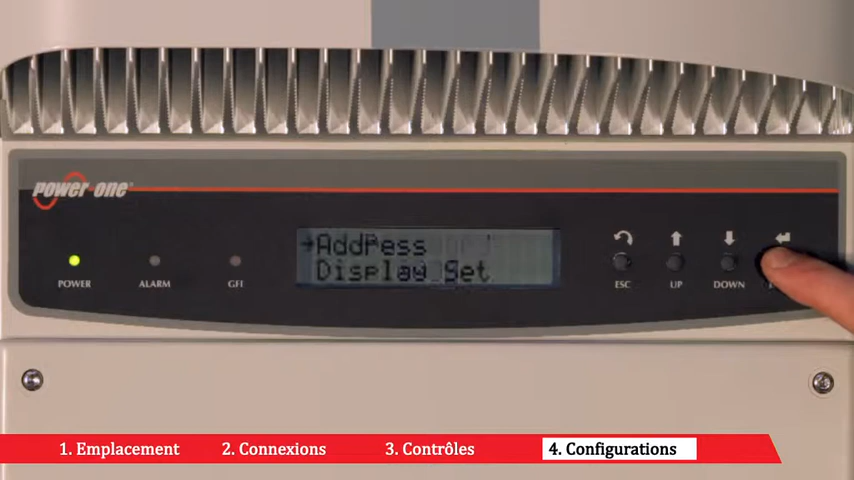 power-one®
Address
Display Set
POWER
ALARM
GFI
ESC
UP
DOWN
1. Emplacement
2. Connexions
3. Contrôles
4. Configurations